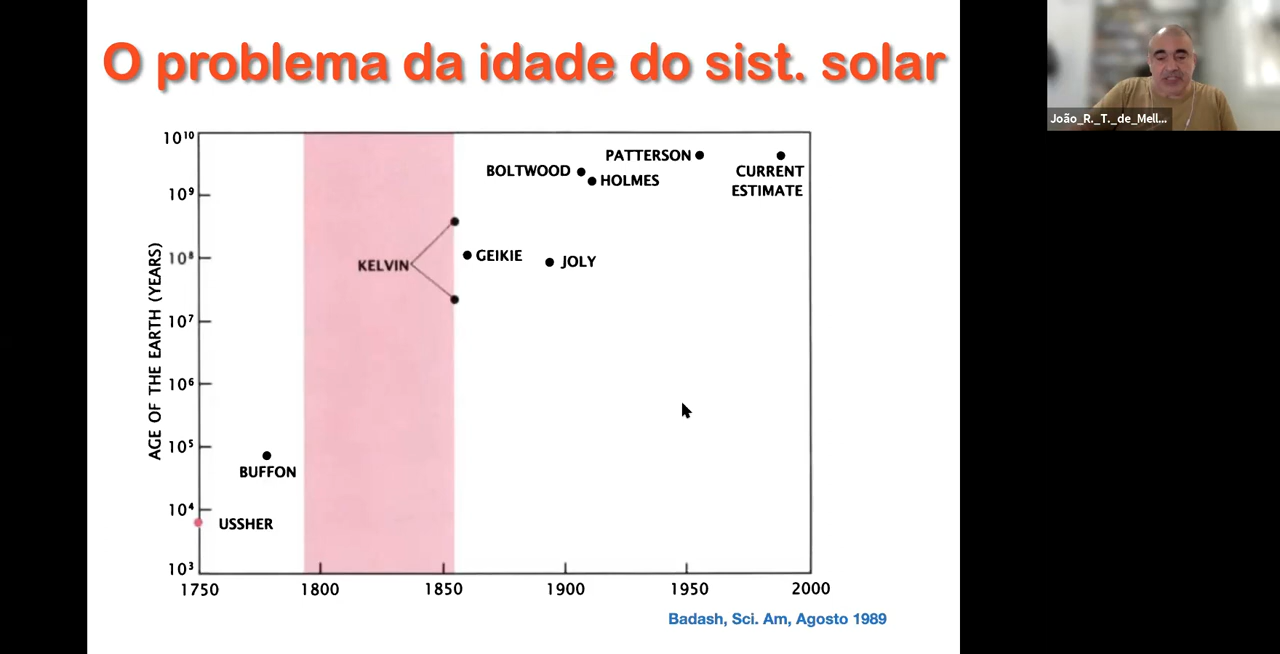 O problema da idade do sist. solar
João_R._T._de_Mell...
AGE OF THE EARTH (YEARS)
10¹⁰
10⁹
10⁸
10⁷
10⁶
10⁵
10⁴
10³
PATTERSON
BOLTWOOD
HOLMES
CURRENT
ESTIMATE
KELVIN
GEIKIE
JOLY
BUFFON
USSHER
1750
1800
1850
1900
1950
2000
Badash, Sci. Am, Agosto 1989